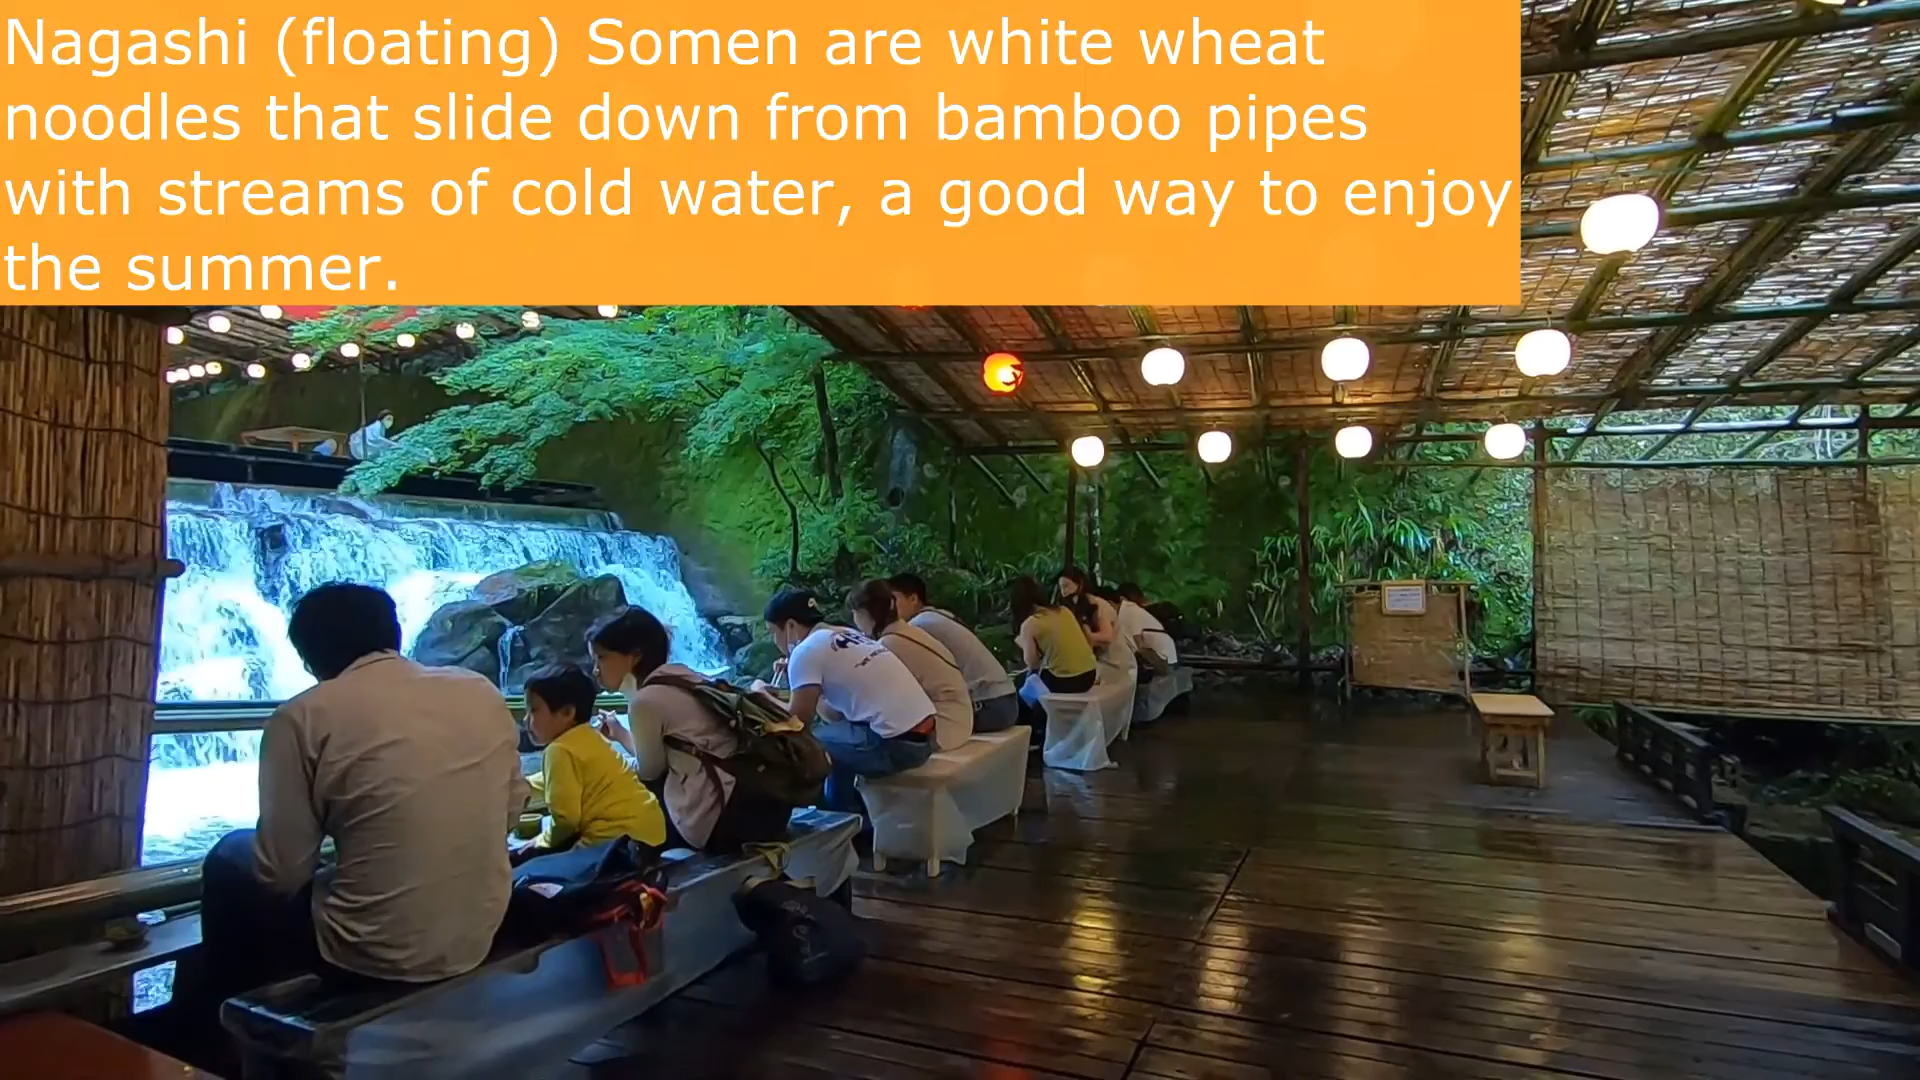 Nagashi (floating) Somen are white wheat
noodles that slide down from bamboo pipes
with streams of cold water, a good way to enjoy
the summer.